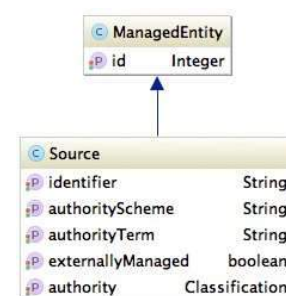 C ManagedEntity
P id Integer
C Source
P identifier String
P authorityScheme String
P authorityTerm String
P externallyManaged boolean
P authority Classification